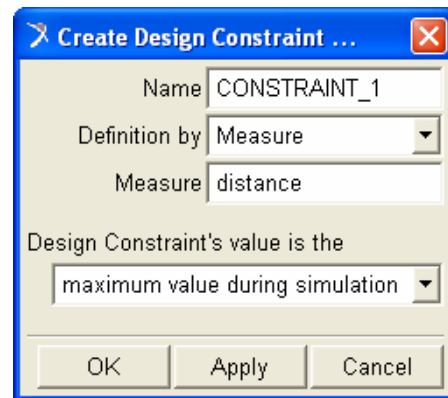 Create Design Constraint ...
Name CONSTRAINT_1
Definition by Measure
Measure distance
Design Constraint's value is the
maximum value during simulation
OK Apply Cancel